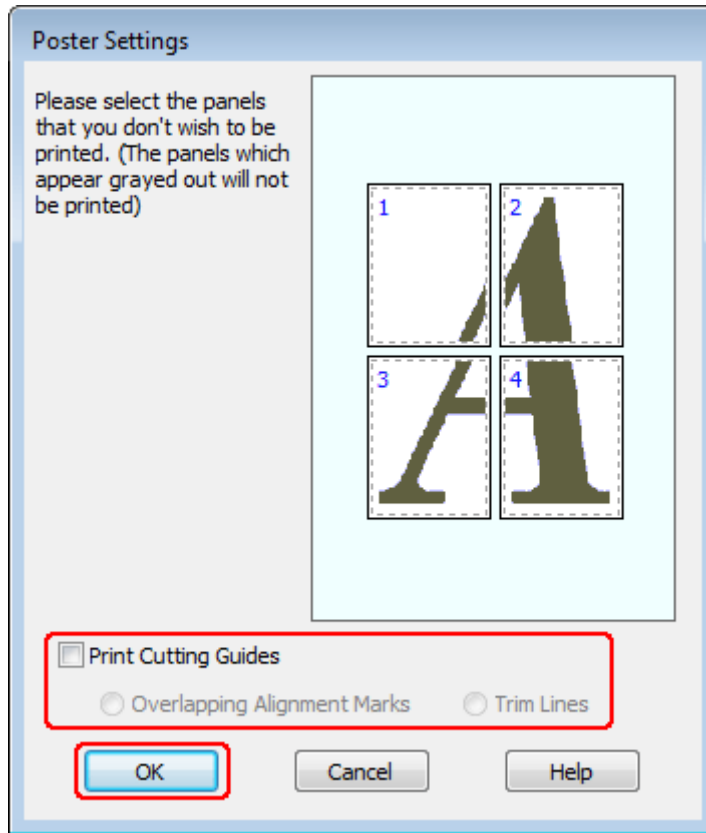 Poster Settings
Please select the panels
that you don't wish to be
printed. (The panels which
appear grayed out will not
be printed)
1 2
3 4
Print Cutting Guides
Overlapping Alignment Marks Trim Lines
OK Cancel Help